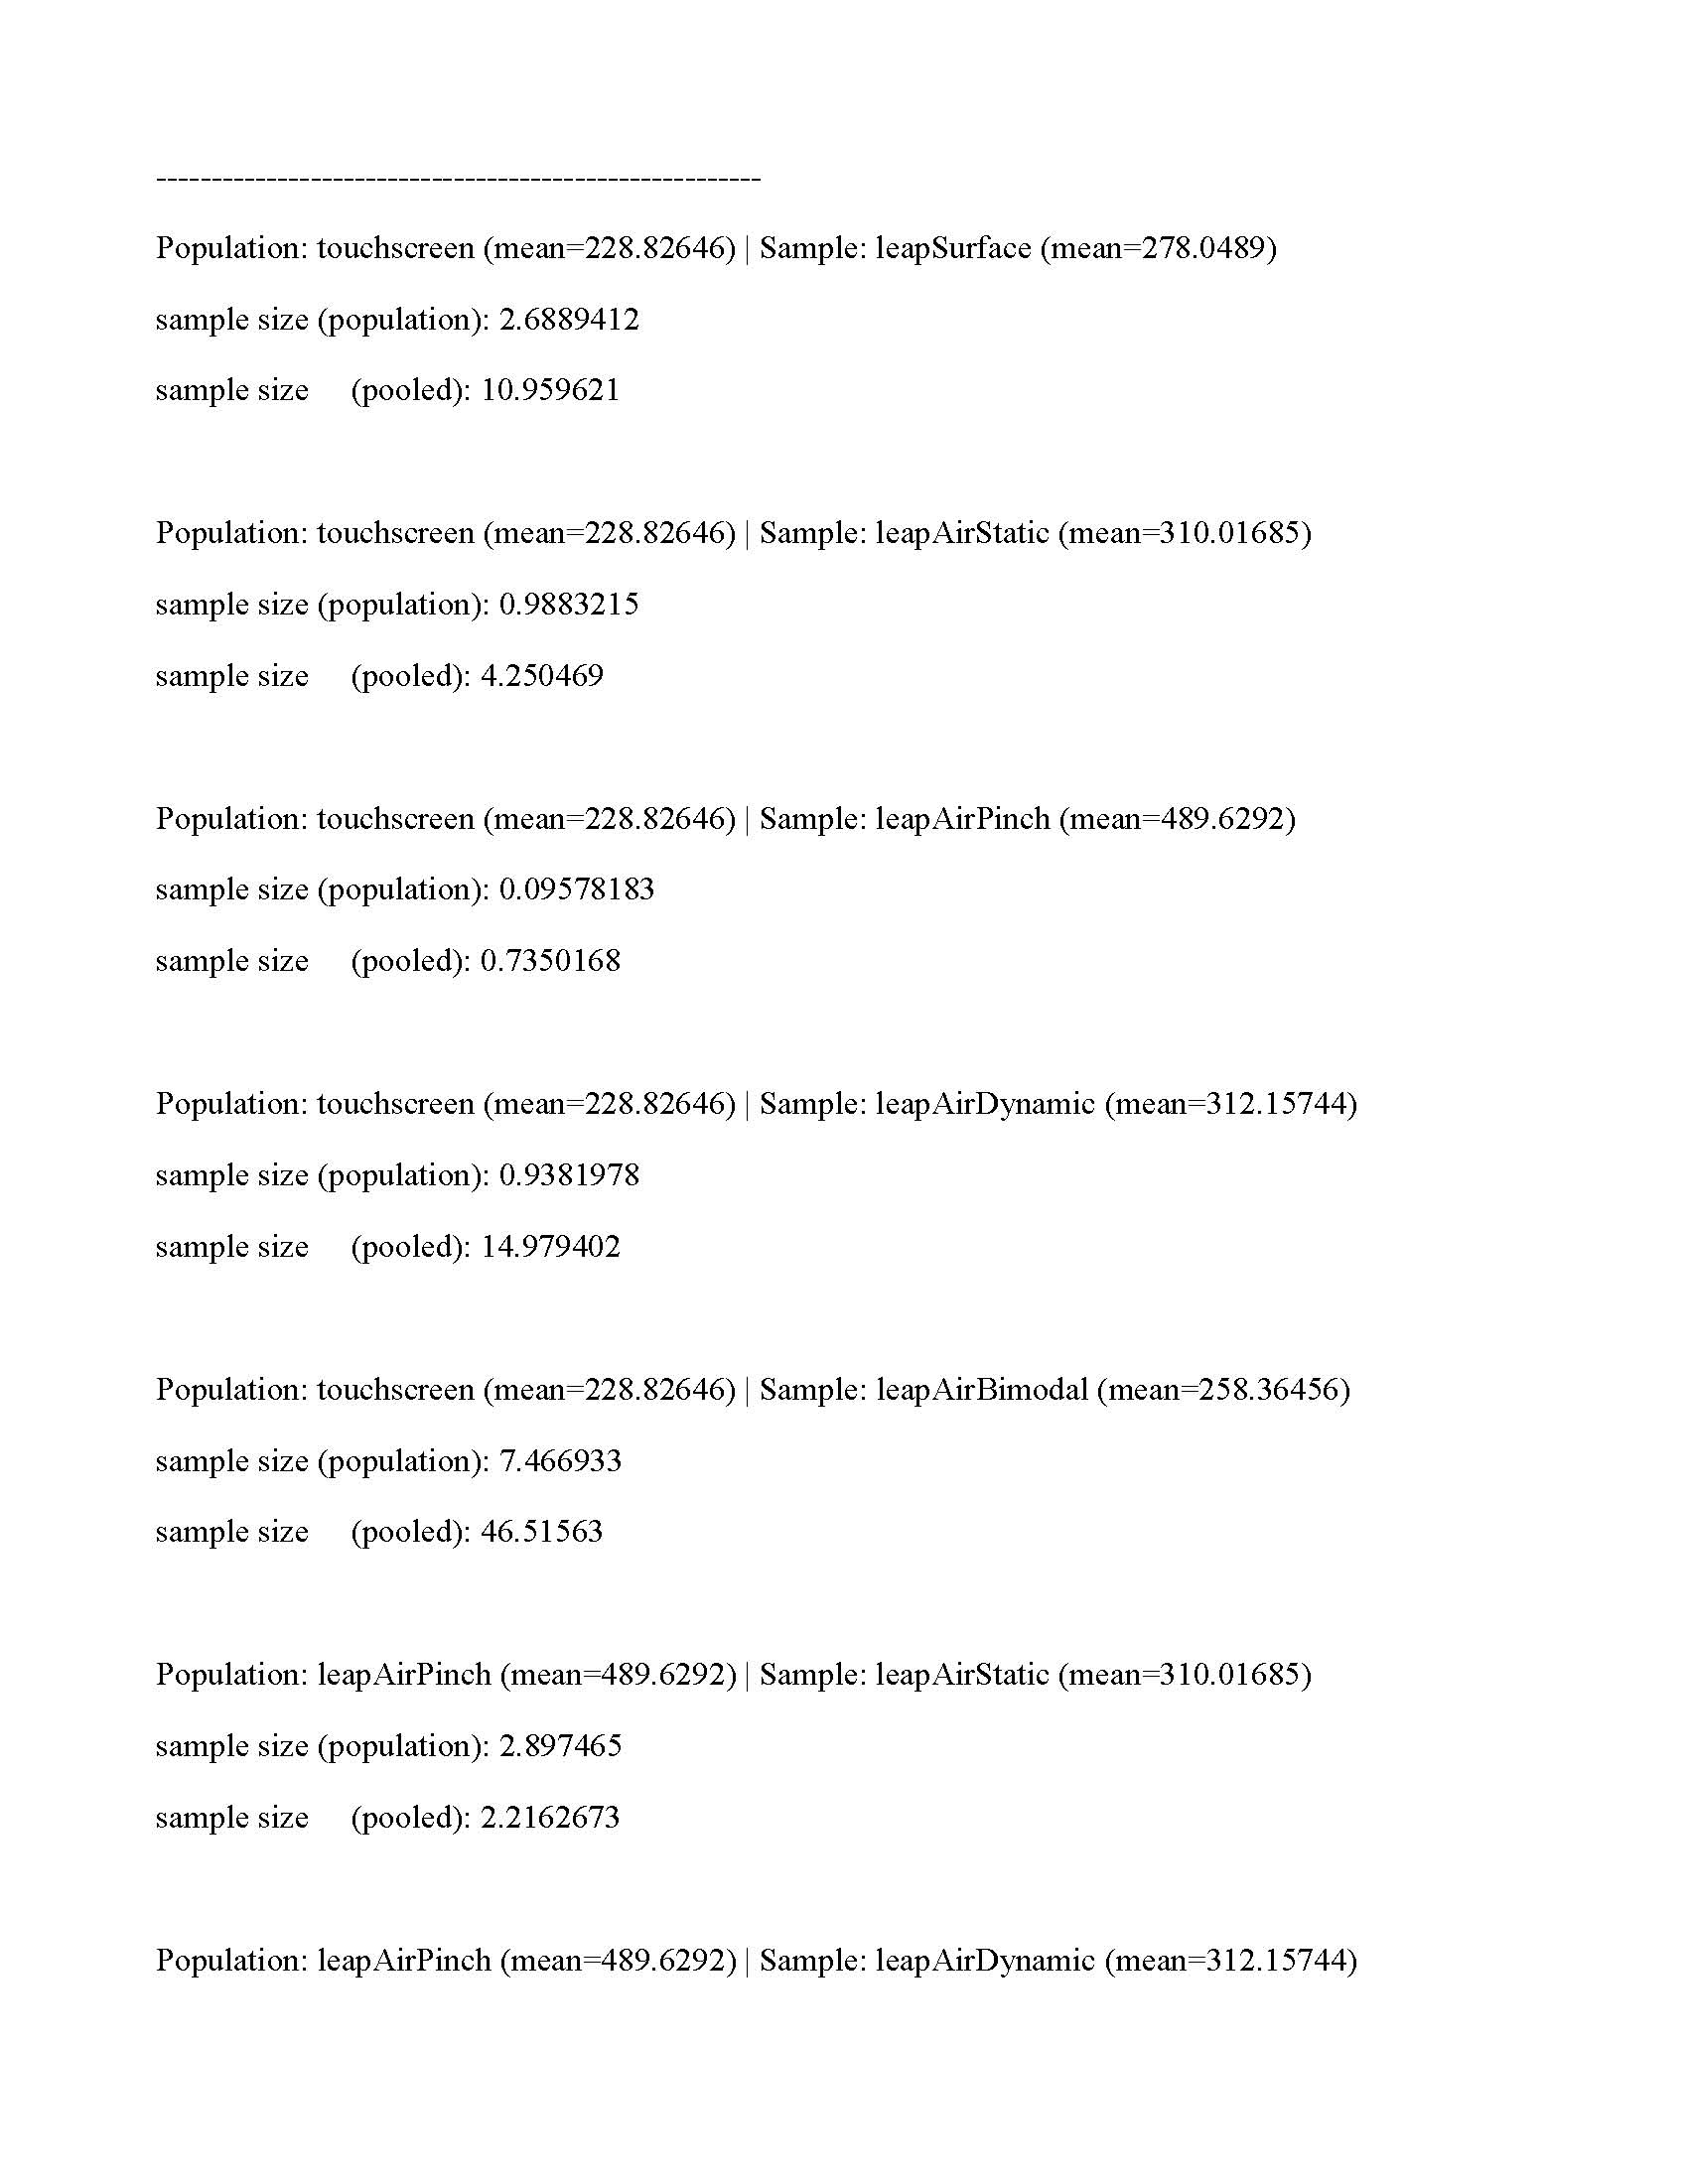 -------------------------------------------------------
Population: touchscreen (mean=228.82646) | Sample: leapSurface (mean=278.0489)
sample size (population): 2.6889412
sample size     (pooled): 10.959621
Population: touchscreen (mean=228.82646) | Sample: leapAirStatic (mean=310.01685)
sample size (population): 0.9883215
sample size     (pooled): 4.250469
Population: touchscreen (mean=228.82646) | Sample: leapAirPinch (mean=489.6292)
sample size (population): 0.09578183
sample size     (pooled): 0.7350168
Population: touchscreen (mean=228.82646) | Sample: leapAirDynamic (mean=312.15744)
sample size (population): 0.9381978
sample size     (pooled): 14.979402
Population: touchscreen (mean=228.82646) | Sample: leapAirBimodal (mean=258.36456)
sample size (population): 7.466933
sample size     (pooled): 46.51563
Population: leapAirPinch (mean=489.6292) | Sample: leapAirStatic (mean=310.01685)
sample size (population): 2.897465
sample size     (pooled): 2.2162673
Population: leapAirPinch (mean=489.6292) | Sample: leapAirDynamic (mean=312.15744)